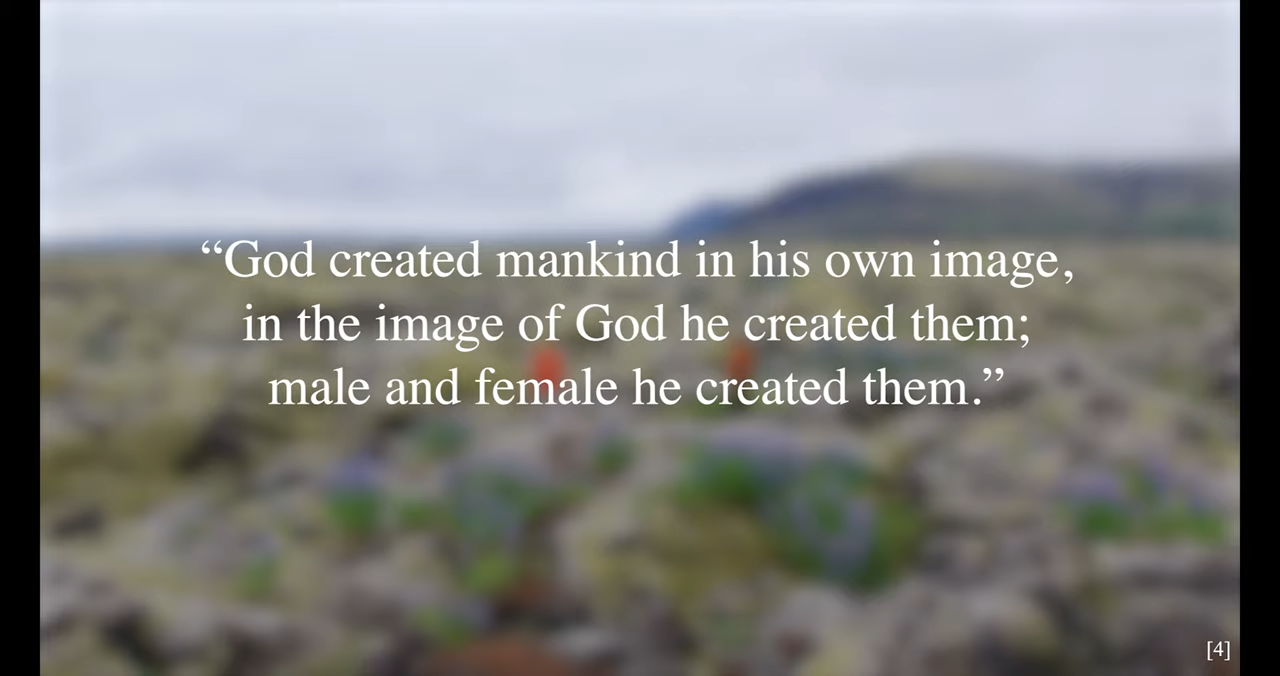 “God created mankind in his own image,
in the image of God he created them;
male and female he created them.”
[4]